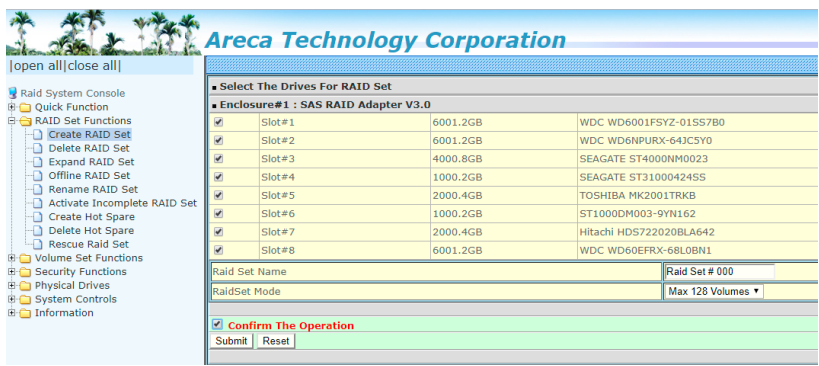 Areca Technology Corporation
|open all|close all|
Raid System Console
Quick Function
RAID Set Functions
Create RAID Set
Delete RAID Set
Expand RAID Set
Offline RAID Set
Rename RAID Set
Activate Incomplete RAID Set
Create Hot Spare
Delete Hot Spare
Rescue Raid Set
Volume Set Functions
Security Functions
Physical Drives
System Controls
Information
Select The Drives For RAID Set
Enclosure#1 : SAS RAID Adapter V3.0
Slot#1 6001.2GB WDC WD6001FSYZ-01SS7B0
Slot#2 6001.2GB WDC WD6NPURX-64JC5Y0
Slot#3 4000.8GB SEAGATE ST4000NM0023
Slot#4 1000.2GB SEAGATE ST31000424SS
Slot#5 2000.4GB TOSHIBA MK2001TRKB
Slot#6 1000.2GB ST1000DM003-9YN162
Slot#7 2000.4GB Hitachi HDS722020BLA642
Slot#8 6001.2GB WDC WD60EFRX-68L0BN1
Raid Set Name Raid Set # 000
RaidSet Mode Max 128 Volumes
Confirm The Operation
Submit Reset